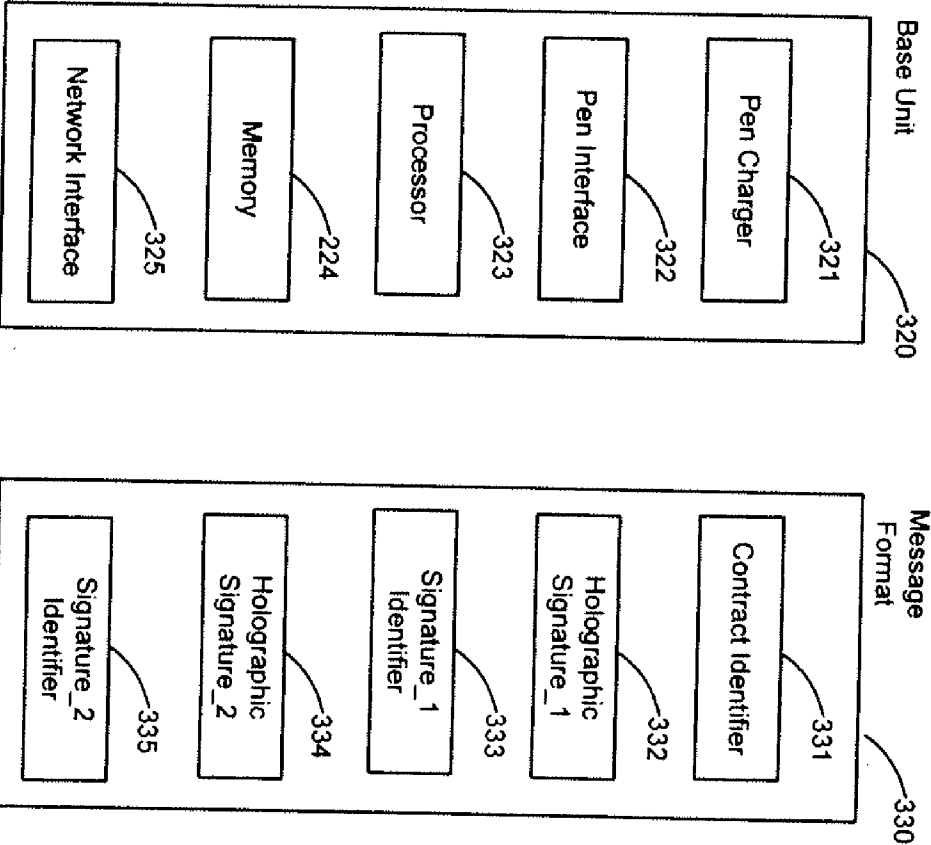 Base Unit
320
Pen Charger
321
Pen Interface
322
Processor
323
Memory
224
Network Interface
325
Message
Format
330
Contract Identifier
331
Holographic
Signature_1
332
Signature_1
Identifier
333
Holographic
Signature_2
334
Signature_2
Identifier
335